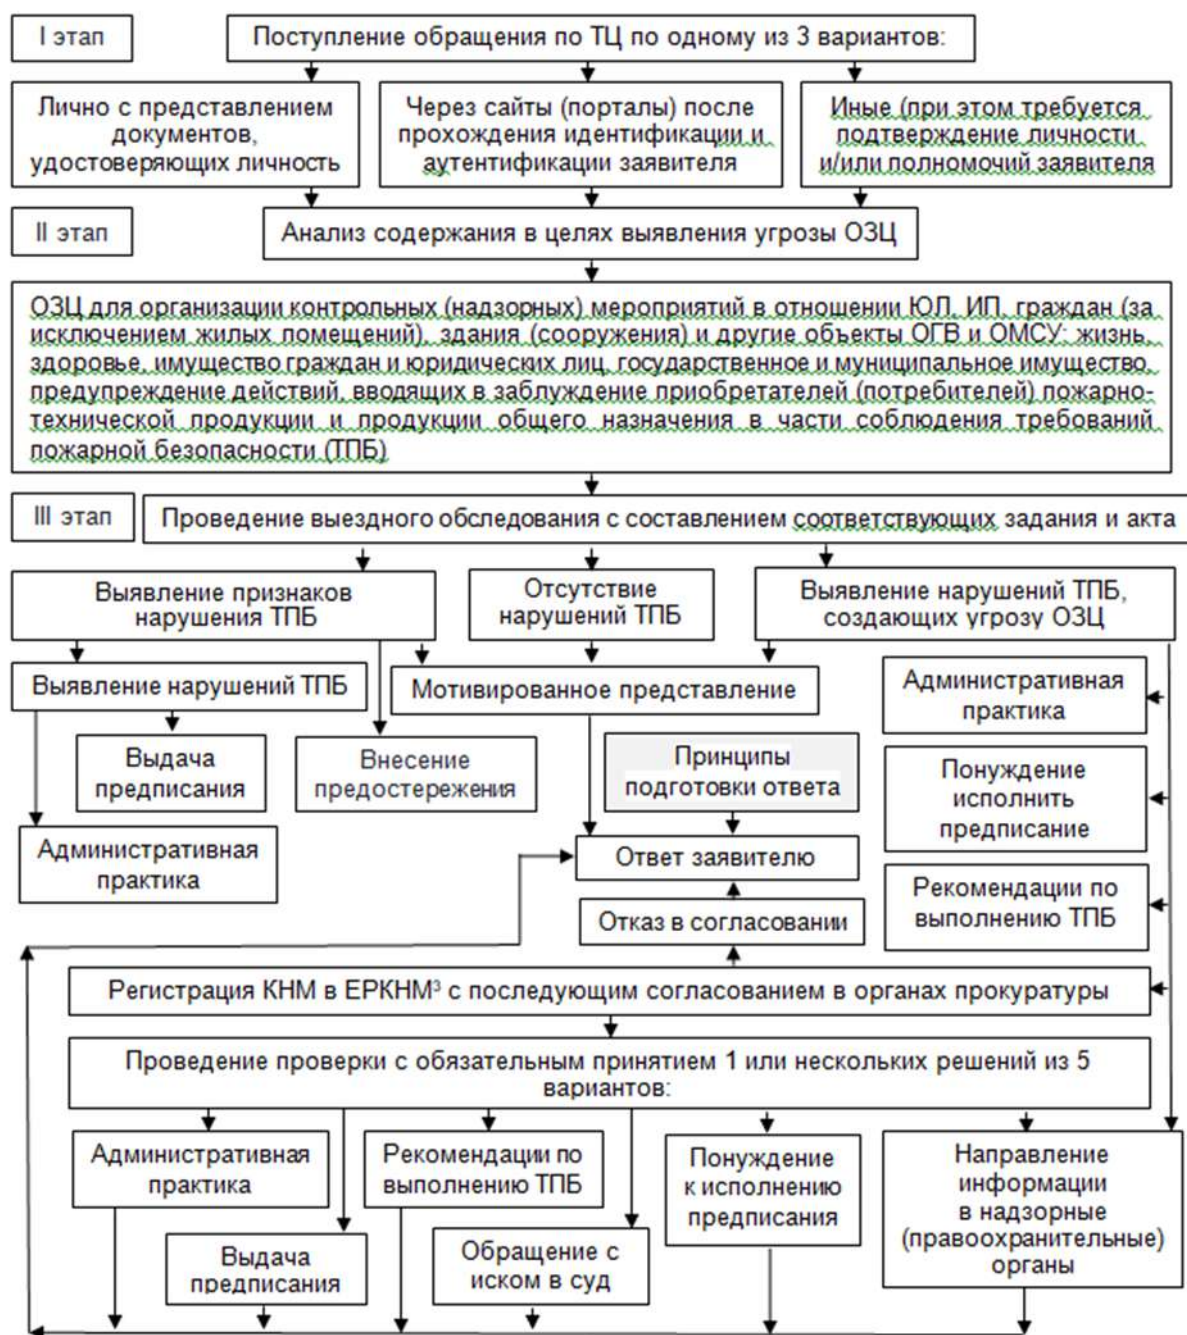 I этап
Поступление обращения по ТЦ по одному из 3 вариантов:
Лично с представлением
документов,
удостоверяющих личность
Через сайты (порталы) после
прохождения идентификации и
аутентификации заявителя
Иные (при этом требуется
подтверждение личности
и/или полномочий заявителя
II этап
Анализ содержания в целях выявления угрозы ОЗЦ
ОЗЦ для организации контрольных (надзорных) мероприятий в отношении ЮЛ, ИП, граждан (за
исключением жилых помещений), здания (сооружения) и другие объекты ОГВ и ОМСУ: жизнь,
здоровье, имущество граждан и юридических лиц, государственное и муниципальное имущество,
предупреждение действий, вводящих в заблуждение приобретателей (потребителей) пожарно-
технической продукции и продукции общего назначения в части соблюдения требований
пожарной безопасности (ТПБ)
III этап
Проведение выездного обследования с составлением соответствующих задания и акта
Выявление признаков
нарушения ТПБ
Отсутствие
нарушений ТПБ
Выявление нарушений ТПБ,
создающих угрозу ОЗЦ
Выявление нарушений ТПБ
Мотивированное представление
Административная
практика
Выдача
предписания
Внесение
предостережения
Принципы
подготовки ответа
Понуждение
исполнить
предписание
Административная
практика
Ответ заявителю
Рекомендации по
выполнению ТПБ
Отказ в согласовании
Регистрация КНМ в ЕРКНМ³ с последующим согласованием в органах прокуратуры
Проведение проверки с обязательным принятием 1 или нескольких решений из 5
вариантов:
Административная
практика
Рекомендации по
выполнению ТПБ
Понуждение
к исполнению
предписания
Направление
информации
в надзорные
(правоохранительные)
органы
Выдача
предписания
Обращение с
иском в суд